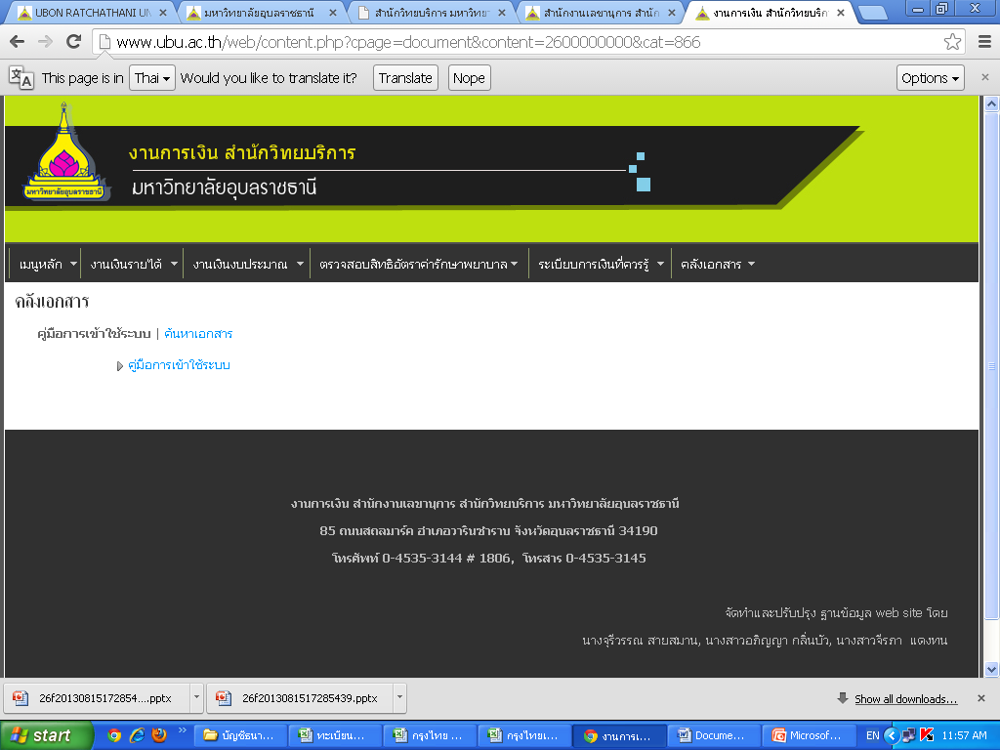 UBON RATCHATHANI UN
มหาวิทยาลัยอุบลราชธานี
สำนักวิทยบริการ มหาวิทย
สำนักงานเลขานุการ สำนัก
งานการเงิน สำนักวิทยบริก
www.ubu.ac.th/web/content.php?cpage=document&content=2600000000&cat=866
This page is in Thai Would you like to translate it? Translate Nope Options
งานการเงิน สำนักวิทยบริการ
มหาวิทยาลัยอุบลราชธานี
มหาวิทยาลัยอุบลราชธานี
เมนูหลัก งานเงินรายได้ งานเงินงบประมาณ ตรวจสอบสิทธิอัตราค่ารักษาพยาบาล ระเบียบการเงินที่ควรรู้ คลังเอกสาร
คลังเอกสาร
คู่มือการเข้าใช้ระบบ | ค้นหาเอกสาร
คู่มือการเข้าใช้ระบบ
งานการเงิน สำนักงานเลขานุการ สำนักวิทยบริการ มหาวิทยาลัยอุบลราชธานี
85 ถนนสถลมาร์ค อำเภอวารินชำราบ จังหวัดอุบลราชธานี 34190
โทรศัพท์ 0-4535-3144 # 1806, โทรสาร 0-4535-3145
จัดทำและปรับปรุง ฐานข้อมูล web site โดย
นางจุรีวรรณ สายสมาน, นางสาวอภิญญา กลิ่นบัว, นางสาวจีรภา แดงทน
26f20130815172854....pptx 26f20130815172854​39.pptx Show all downloads...
start บัญชีธนา... ทะเบียน... กรุงไทย ... กรุงไทยเ... งานการเ... Docume... Microsof... EN 11:57 AM